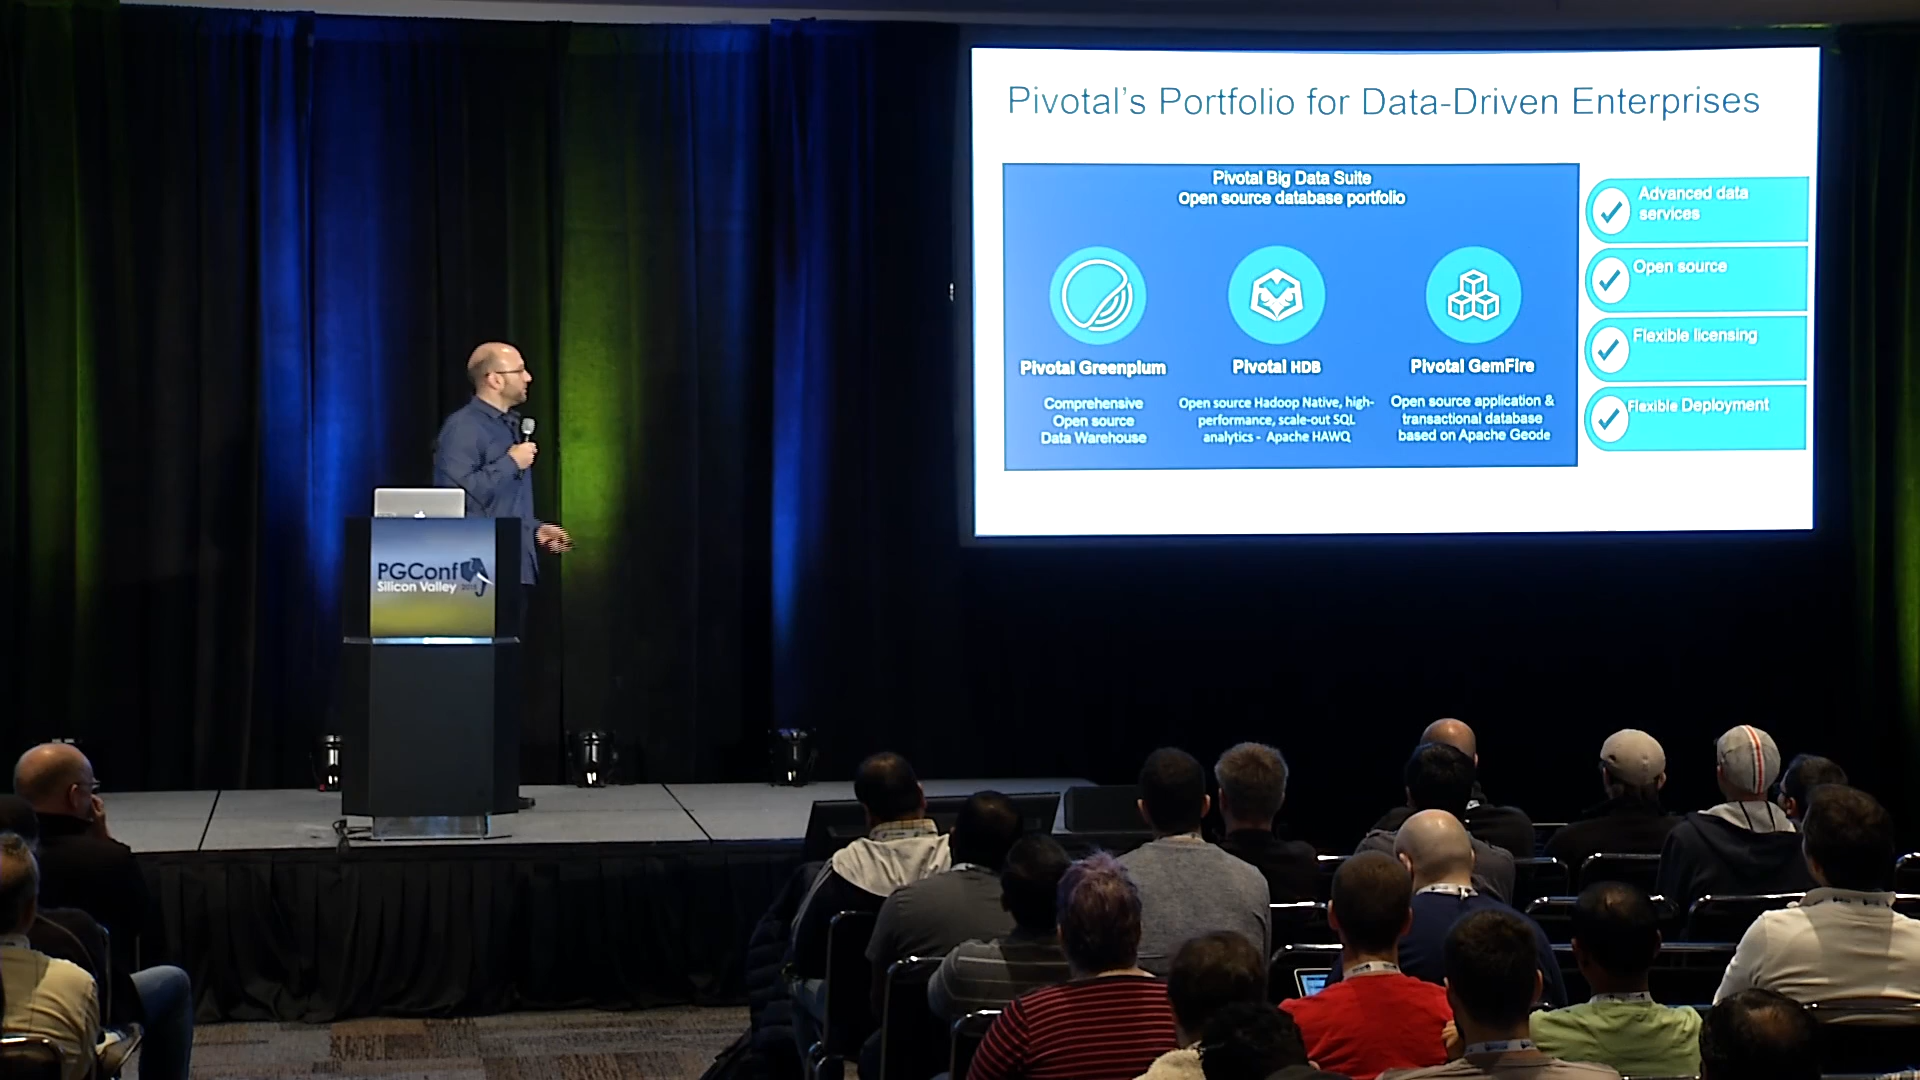 Pivotal's Portfolio for Data-Driven Enterprises
Pivotal Big Data Suite
Open source database portfolio
Pivotal Greenplum
Comprehensive
Open source
Data Warehouse
Pivotal HDB
Open source Hadoop Native, high-
performance, scale-out SQL
analytics - Apache HAWQ
Pivotal GemFire
Open source application &
transactional database
based on Apache Geode
Advanced data
services
Open source
Flexible licensing
Flexible Deployment
PGConf
Silicon Valley